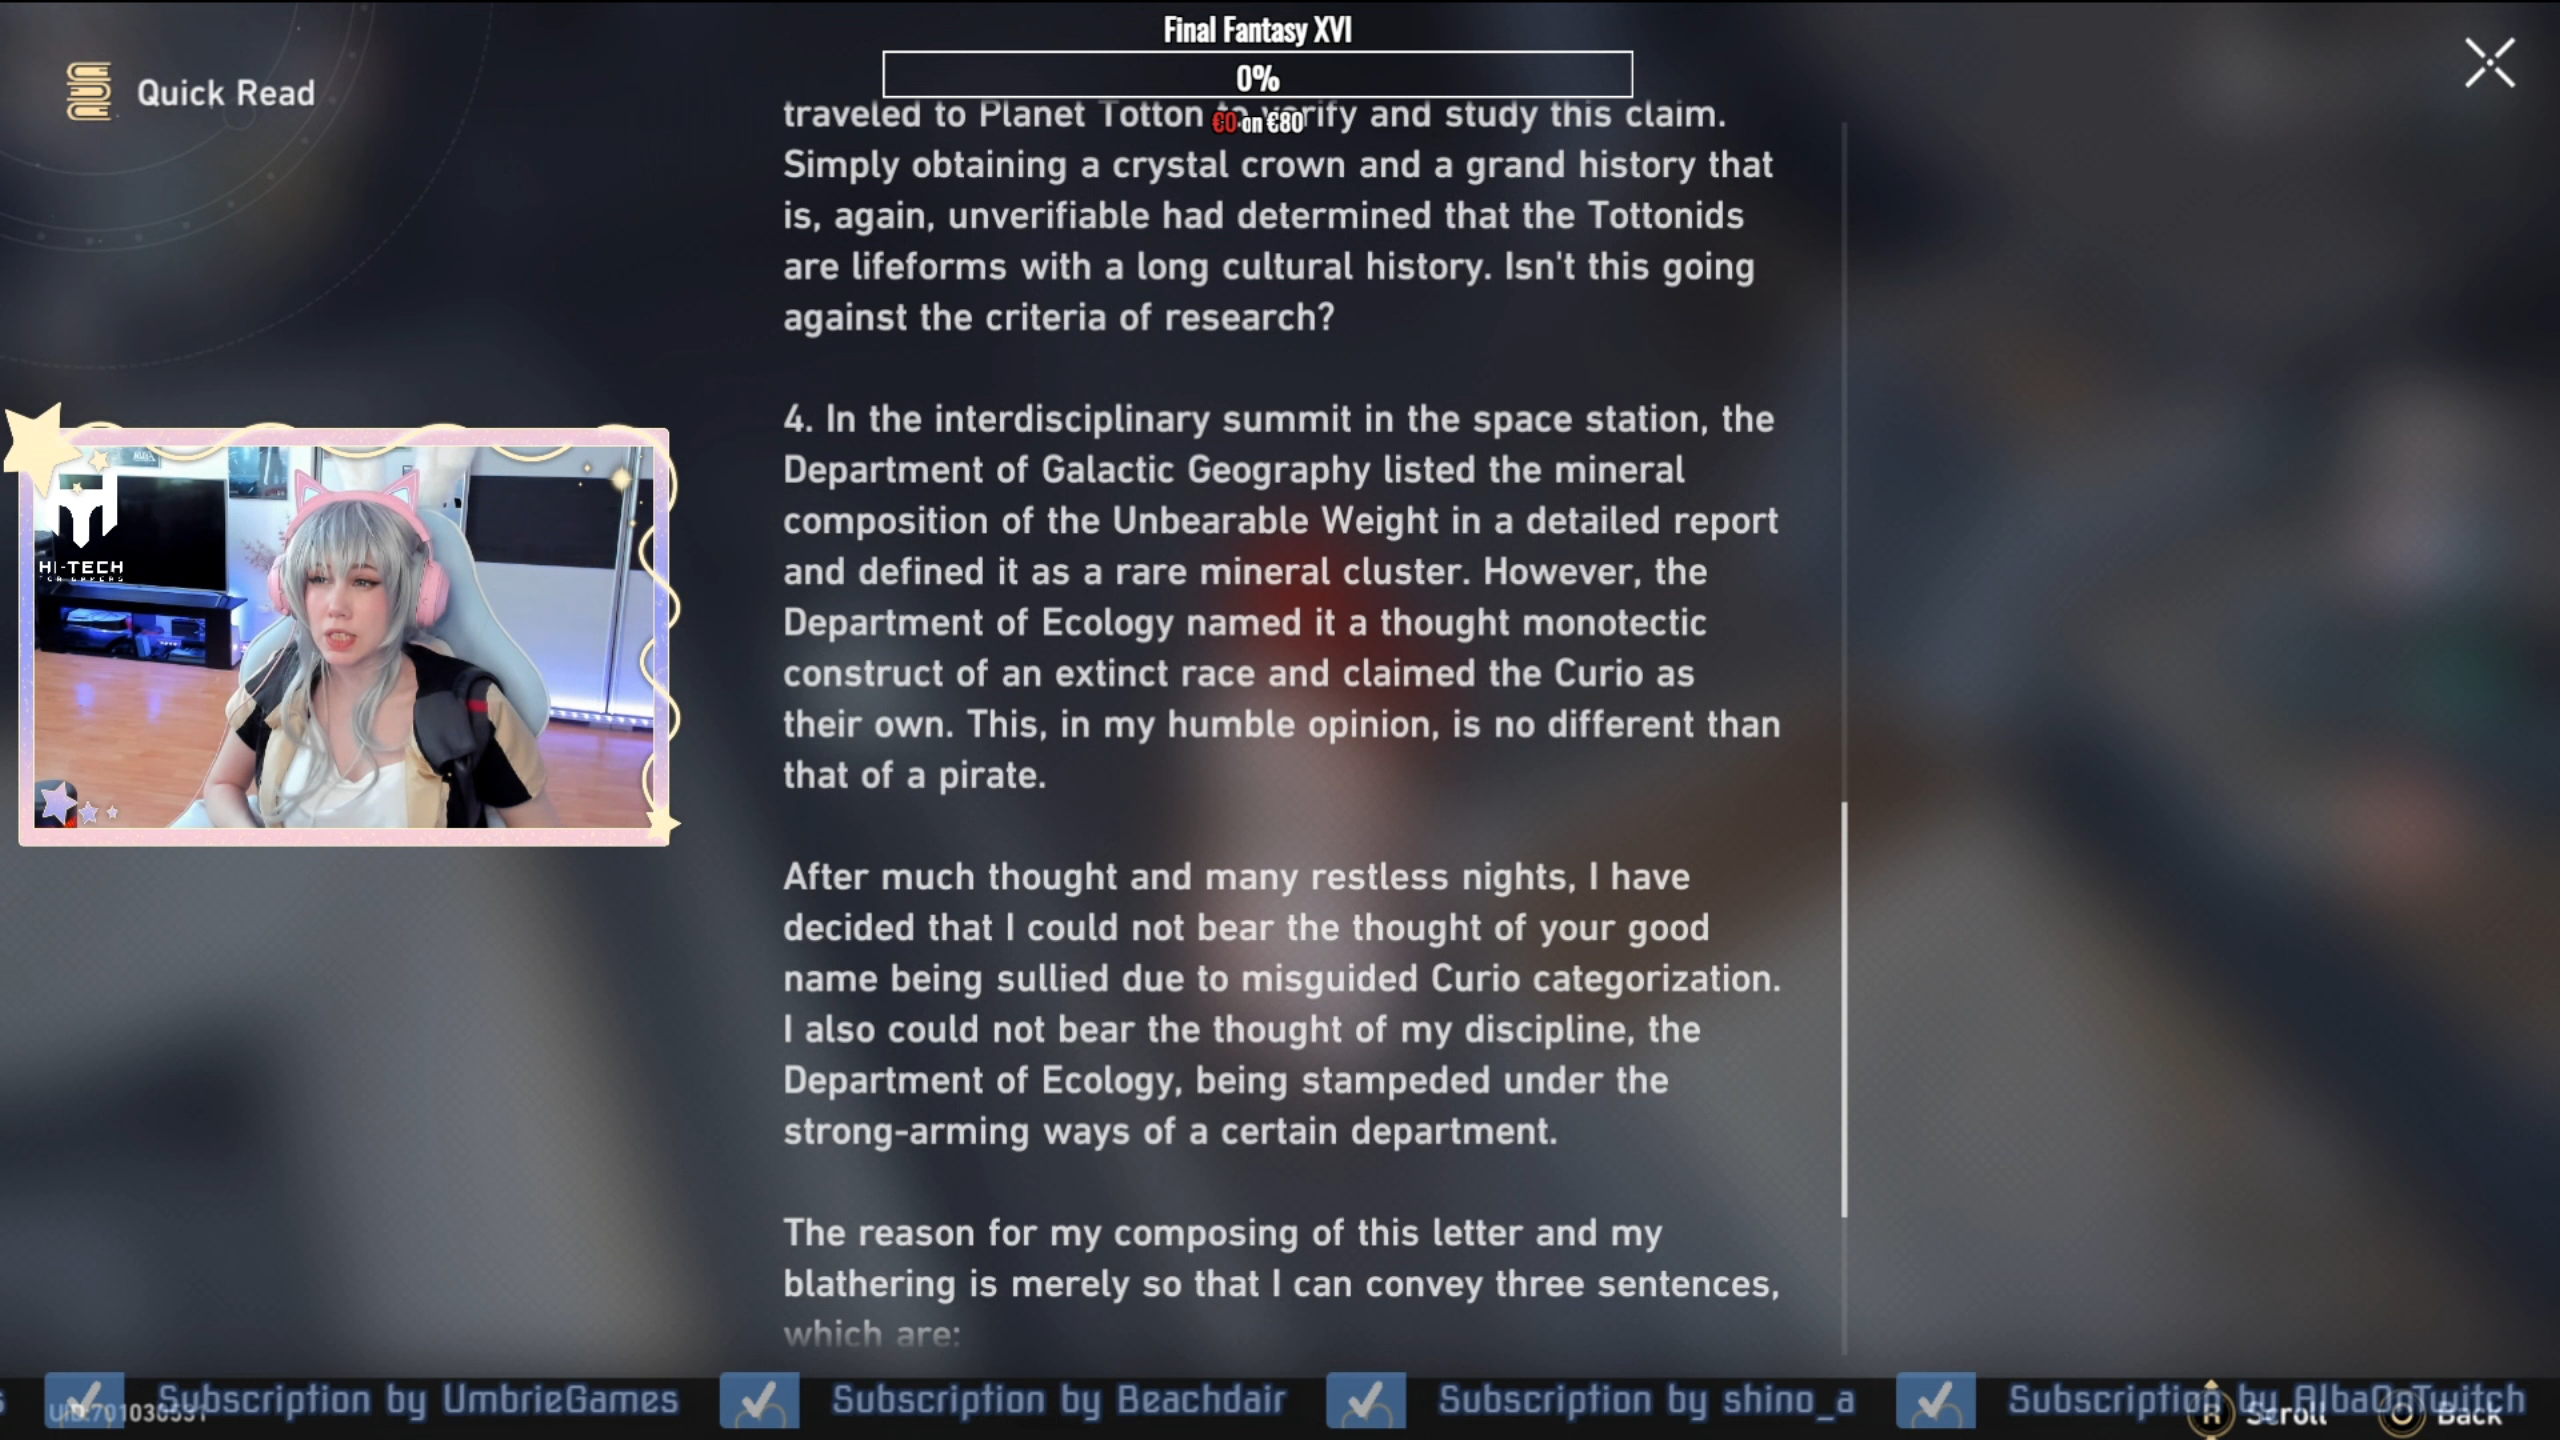 Final Fantasy XVI
Quick Read
0%
€0 on €80
traveled to Planet Totton to verify and study this claim.
Simply obtaining a crystal crown and a grand history that
is, again, unverifiable had determined that the Tottonids
are lifeforms with a long cultural history. Isn't this going
against the criteria of research?
4. In the interdisciplinary summit in the space station, the
Department of Galactic Geography listed the mineral
composition of the Unbearable Weight in a detailed report
and defined it as a rare mineral cluster. However, the
Department of Ecology named it a thought monotectic
construct of an extinct race and claimed the Curio as
their own. This, in my humble opinion, is no different than
that of a pirate.
After much thought and many restless nights, I have
decided that I could not bear the thought of your good
name being sullied due to misguided Curio categorization.
I also could not bear the thought of my discipline, the
Department of Ecology, being stampeded under the
strong-arming ways of a certain department.
The reason for my composing of this letter and my
blathering is merely so that I can convey three sentences,
which are:
HI-TECH
FOR GAMERS
Subscription by UmbrieGames
Subscription by Beachdair
Subscription by shino_a
Subscription by AlbaOnTwitch
Scroll
Back